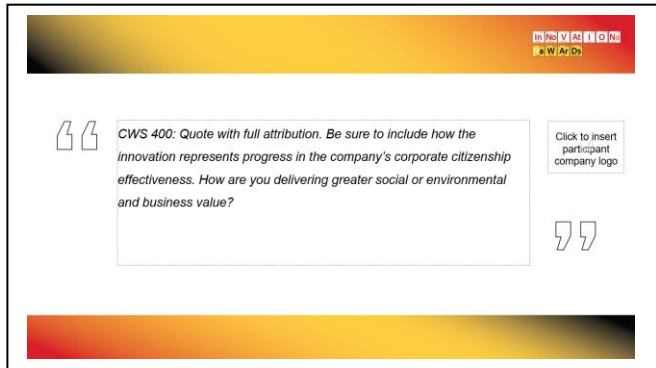 In No V At I O Ns
a W Ar Ds
CWS 400: Quote with full attribution. Be sure to include how the
innovation represents progress in the company's corporate citizenship
effectiveness. How are you delivering greater social or environmental
and business value?
Click to insert
participant
company logo